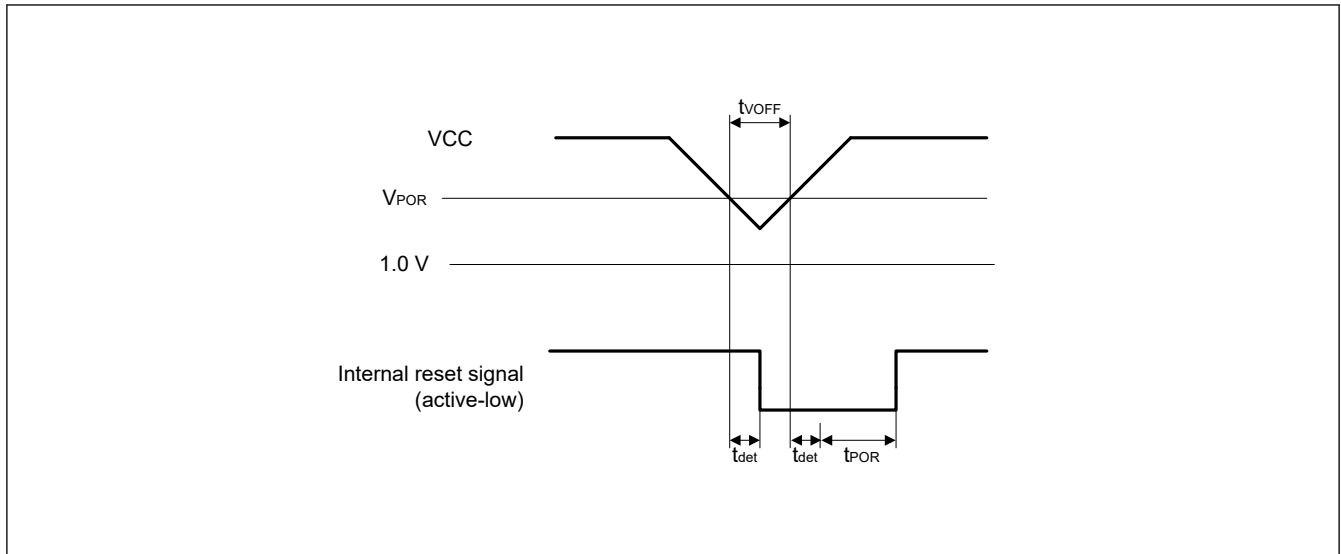 tVOFF
VCC
VPOR
1.0 V
Internal reset signal
(active-low)
tdet
tdet
tPOR